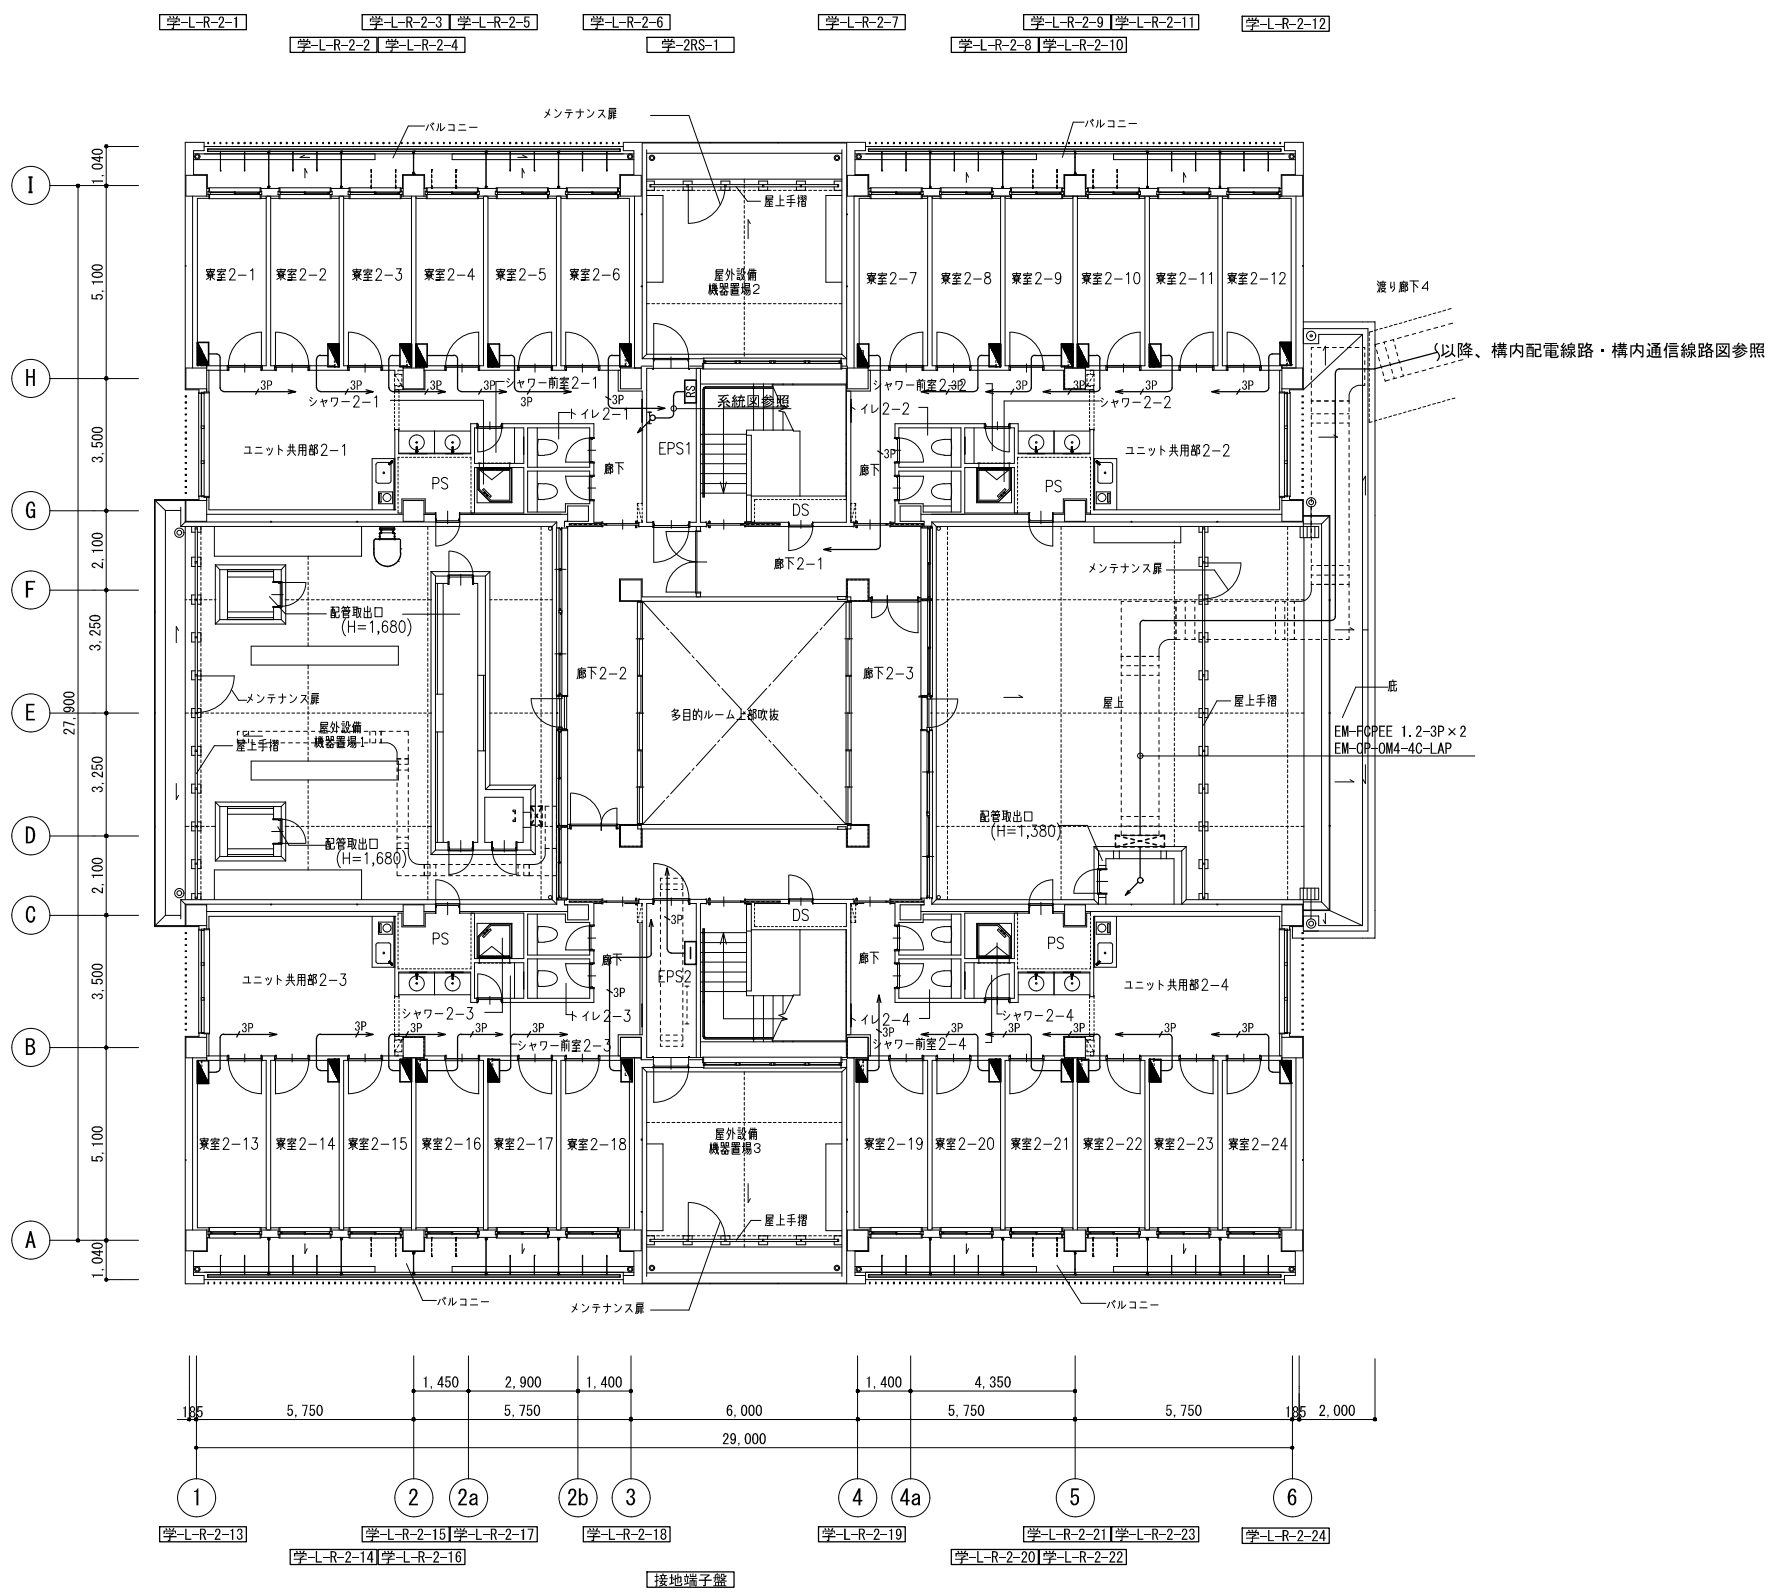 学-L-R-2-1
学-L-R-2-3
学-L-R-2-5
学-L-R-2-6
学-L-R-2-7
学-L-R-2-9
学-L-R-2-11
学-L-R-2-12
学-L-R-2-2
学-L-R-2-4
学-2RS-1
学-L-R-2-8
学-L-R-2-10
メンテナンス扉
バルコニー
バルコニー
I
1,040
屋上手摺
寮室2-1
寮室2-2
寮室2-3
寮室2-4
寮室2-5
寮室2-6
屋外設備
機器置場2
寮室2-7
寮室2-8
寮室2-9
寮室2-10
寮室2-11
寮室2-12
5,100
渡り廊下4
以降、構内配電線路・構内通信線路図参照
H
3P
3P
3P
3P
3P
3P
シャワー前室2-1
シャワー2-1
トイレ2-1
RS
系統図参照
シャワー前室2-2
3P
3P
3P
3P
3P
トイレ2-2
シャワー2-2
3,500
ユニット共用部2-1
廊下
EPS1
3P
廊下
ユニット共用部2-2
PS
PS
G
DS
2,100
廊下2-1
メンテナンス扉
F
配管取出口
(H=1,680)
3,250
27,900
廊下2-2
廊下2-3
メンテナンス扉
庇
E
多目的ルーム上部吹抜
屋上
屋上手摺
屋外設備
機器置場1
屋上手摺
EM-FCPEE 1.2-3P×2
EM-OP-OM4-4C-LAP
3,250
D
配管取出口
(H=1,380)
配管取出口
(H=1,680)
2,100
C
3P
DS
PS
PS
3,500
ユニット共用部2-3
廊下
EPS2
廊下
ユニット共用部2-4
3P
シャワー2-3
トイレ2-3
トイレ2-4
シャワー2-4
3P
3P
3P
3P
3P
3P
3P
3P
3P
3P
3P
B
シャワー前室2-3
シャワー前室2-4
5,100
寮室2-13
寮室2-14
寮室2-15
寮室2-16
寮室2-17
寮室2-18
屋外設備
機器置場3
寮室2-19
寮室2-20
寮室2-21
寮室2-22
寮室2-23
寮室2-24
屋上手摺
A
1,040
バルコニー
メンテナンス扉
バルコニー
1,450
2,900
1,400
1,400
4,350
185
5,750
5,750
6,000
5,750
5,750
185
2,000
29,000
1
2
2a
2b
3
4
4a
5
6
学-L-R-2-13
学-L-R-2-15
学-L-R-2-17
学-L-R-2-18
学-L-R-2-19
学-L-R-2-21
学-L-R-2-23
学-L-R-2-24
学-L-R-2-14
学-L-R-2-16
学-L-R-2-20
学-L-R-2-22
接地端子盤